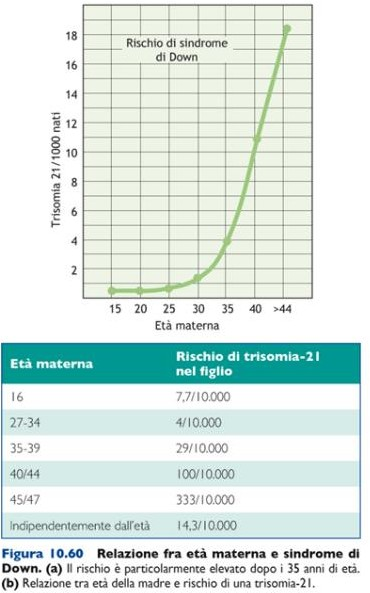 18
Rischio di sindrome
di Down
16
14
12
10
8
6
4
2
Trisomia 21/1000 nati
15 20 25 30 35 40 >44
Età materna
Età materna Rischio di trisomia-21
nel figlio
16 7,7/10.000
27-34 4/10.000
35-39 29/10.000
40/44 100/10.000
45/47 333/10.000
Indipendentemente dall'età 14,3/10.000
Figura 10.60 Relazione fra età materna e sindrome di
Down. (a) Il rischio è particolarmente elevato dopo i 35 anni di età.
(b) Relazione tra età della madre e rischio di una trisomia-21.